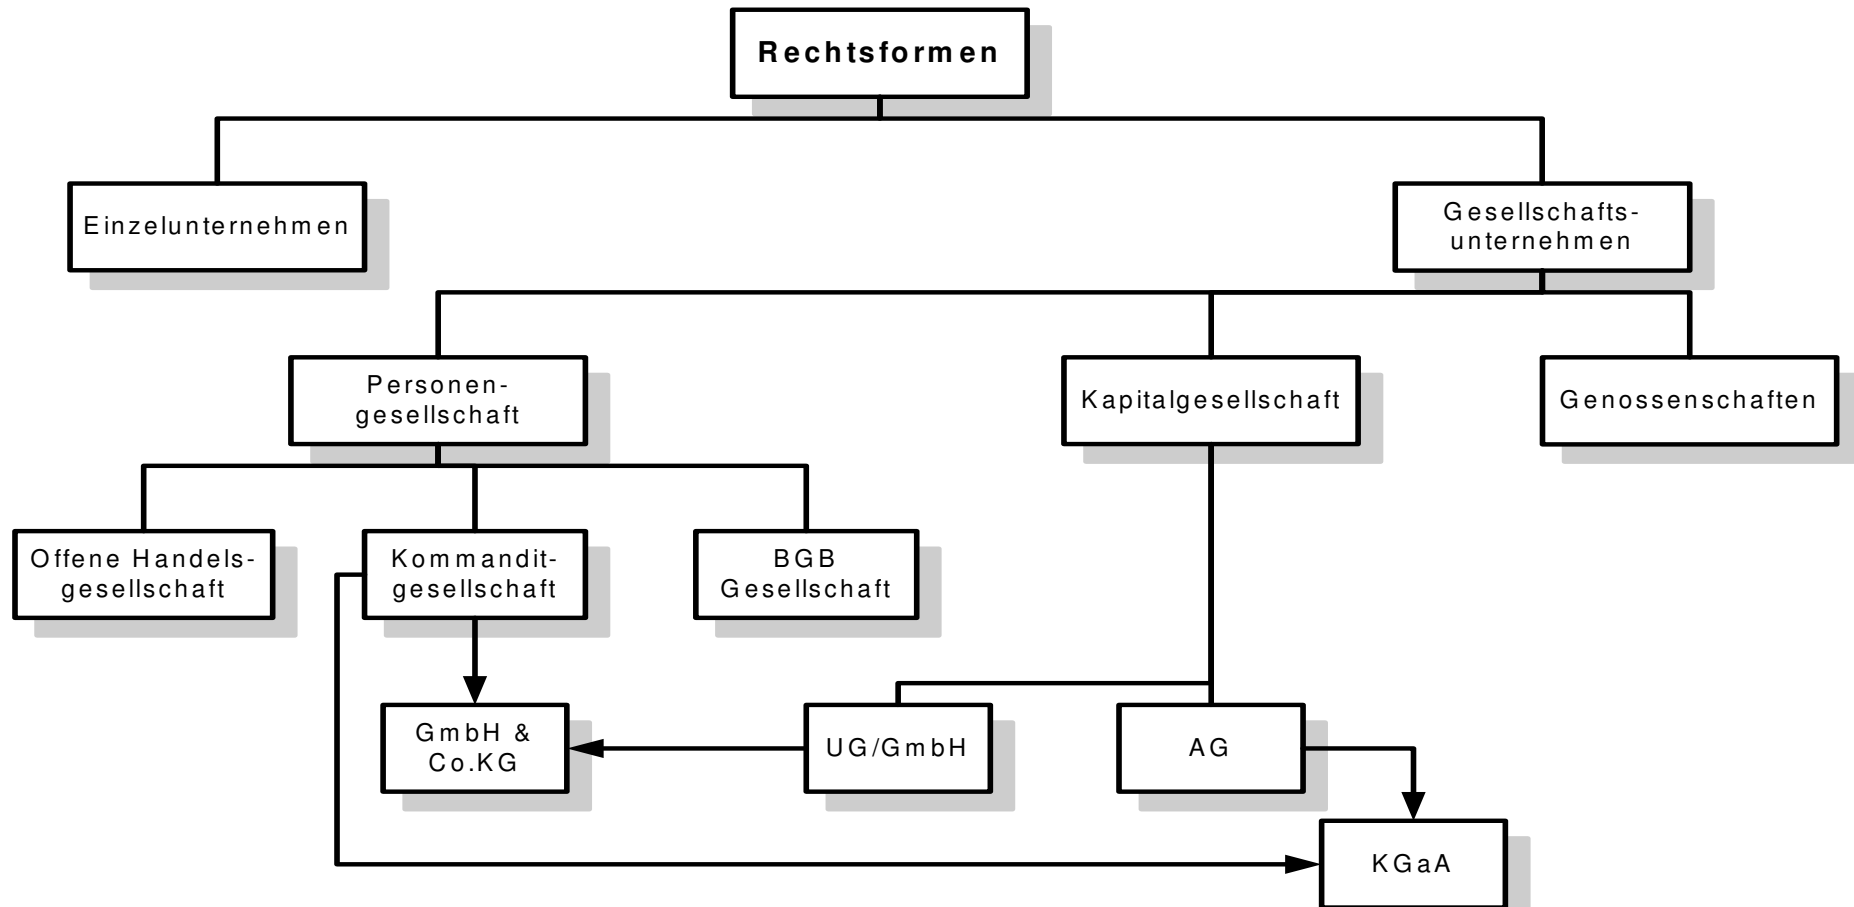 Rechtsformen
Einzelunternehmen
Gesellschafts-
unternehmen
Personen-
gesellschaft
Kapitalgesellschaft
Genossenschaften
Offene Handels-
gesellschaft
Kommandit-
gesellschaft
BGB
Gesellschaft
GmbH &
Co.KG
UG/GmbH
AG
KGaA